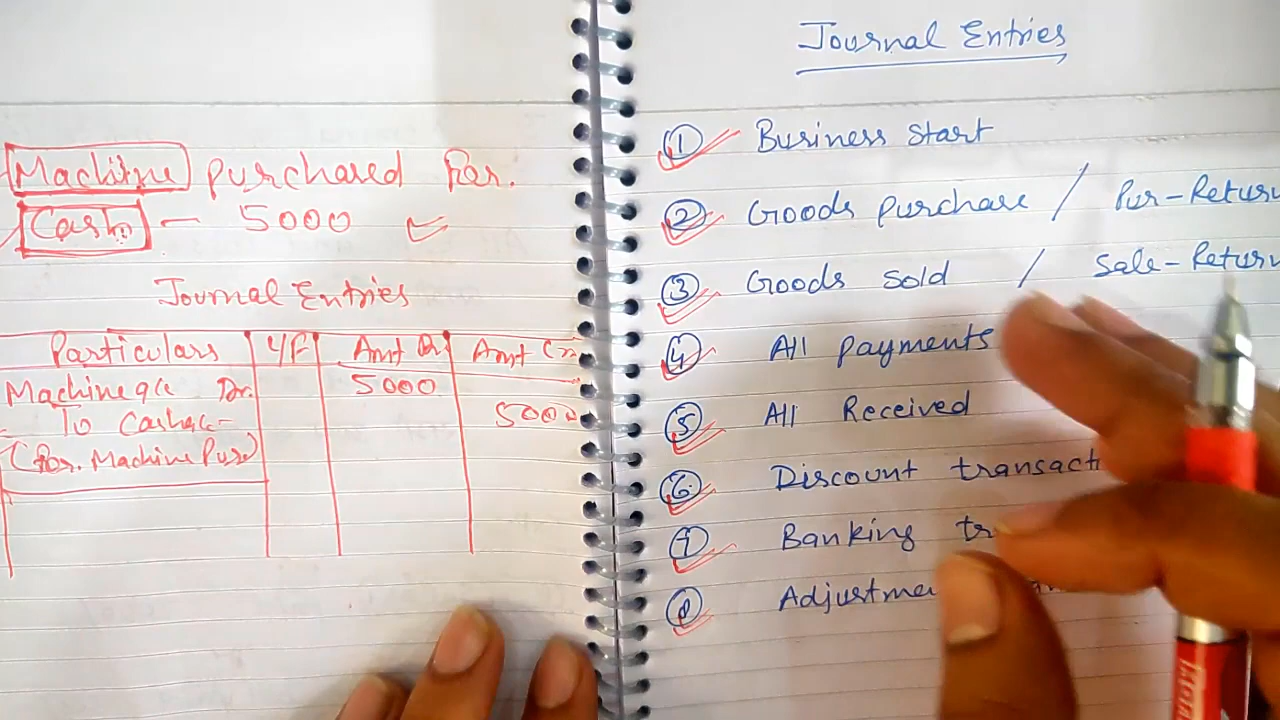 Machine purchased for.
Cash - 5000
Journal Entries
Particulars L/F Amt Dr Amt Cr
Machine a/c Dr. 5000
To Cash a/c - 5000
(for. Machine Pur.)
Journal Entries
① Business Start
② Goods purchase / Pur-Return
③ Goods Sold / Sale-Return
④ All payments
⑤ All Received
⑥ Discount transact
⑦ Banking tr
⑧ Adjustme